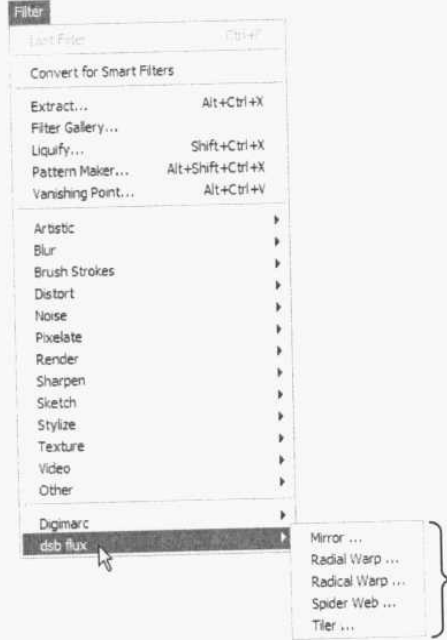 Filter
Last Filter Ctrl+F
Convert for Smart Filters
Extract... Alt+Ctrl+X
Filter Gallery...
Liquify... Shift+Ctrl+X
Pattern Maker... Alt+Shift+Ctrl+X
Vanishing Point... Alt+Ctrl+V
Artistic
Blur
Brush Strokes
Distort
Noise
Pixelate
Render
Sharpen
Sketch
Stylize
Texture
Video
Other
Digimarc
dsb flux
Mirror ...
Radial Warp ...
Radical Warp ...
Spider Web ...
Tiler ...